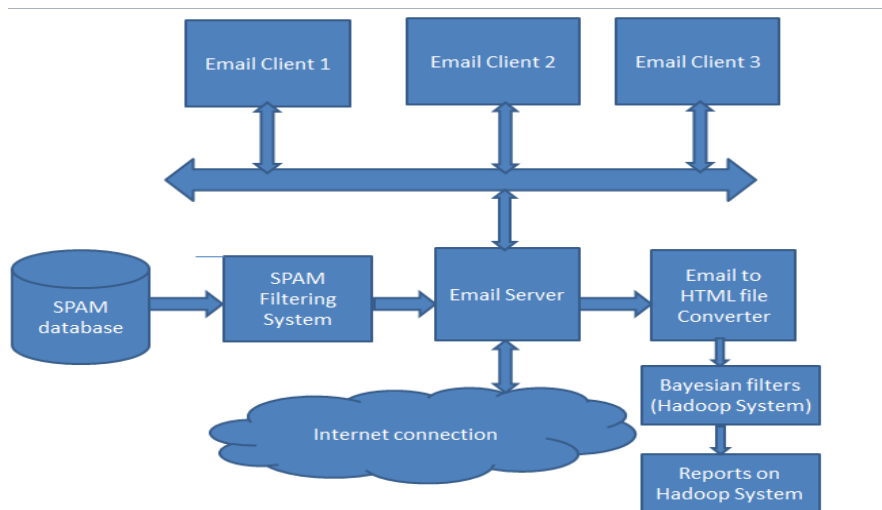 Email Client 1
Email Client 2
Email Client 3
SPAM
database
SPAM
Filtering
System
Email Server
Email to
HTML file
Converter
Bayesian filters
(Hadoop System)
Internet connection
Reports on
Hadoop System